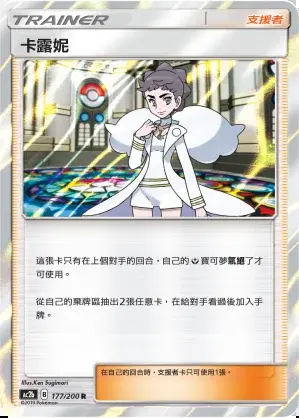 TRAINER 支援者
卡露妮
這張卡只有在上個對手的回合，自己的寶可夢氣絕了才
可使用。
從自己的棄牌區抽出2張任意卡，在給對手看過後加入手
牌。
在自己的回合時，支援者卡只可使用1張。
Illus.Ken Sugimori
AC2b B 177/200 R
©2019 Pokémon